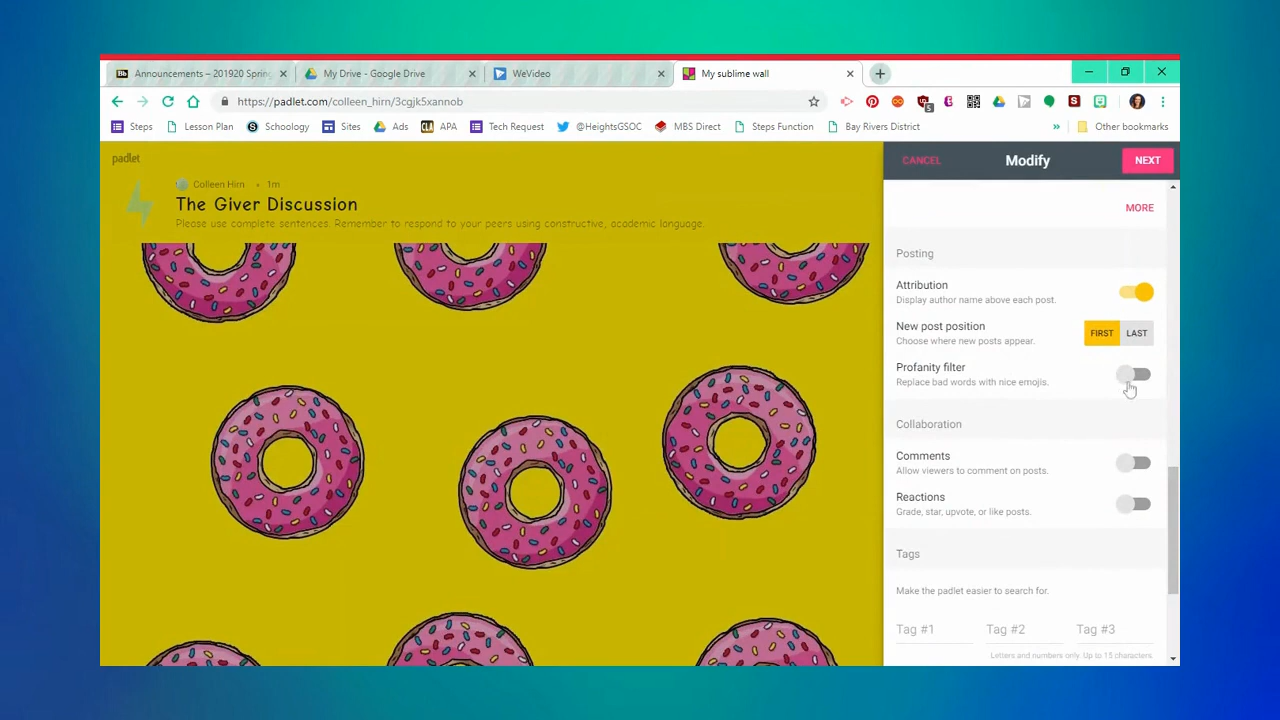 Announcements – 201920 Spring
My Drive - Google Drive
WeVideo
My sublime wall
https://padlet.com/colleen_hirn/3cgjk5xannob
Steps
Lesson Plan
Schoology
Sites
Ads
APA
Tech Request
@HeightsGSOC
MBS Direct
Steps Function
Bay Rivers District
»
Other bookmarks
padlet
Colleen Hirn • 1m
The Giver Discussion
Please use complete sentences. Remember to respond to your peers using constructive, academic language.
CANCEL
Modify
NEXT
MORE
Posting
Attribution
Display author name above each post.
New post position
Choose where new posts appear.
FIRST LAST
Profanity filter
Replace bad words with nice emojis.
Collaboration
Comments
Allow viewers to comment on posts.
Reactions
Grade, star, upvote, or like posts.
Tags
Make the padlet easier to search for.
Tag #1 Tag #2 Tag #3
Letters and numbers only. Up to 15 characters.